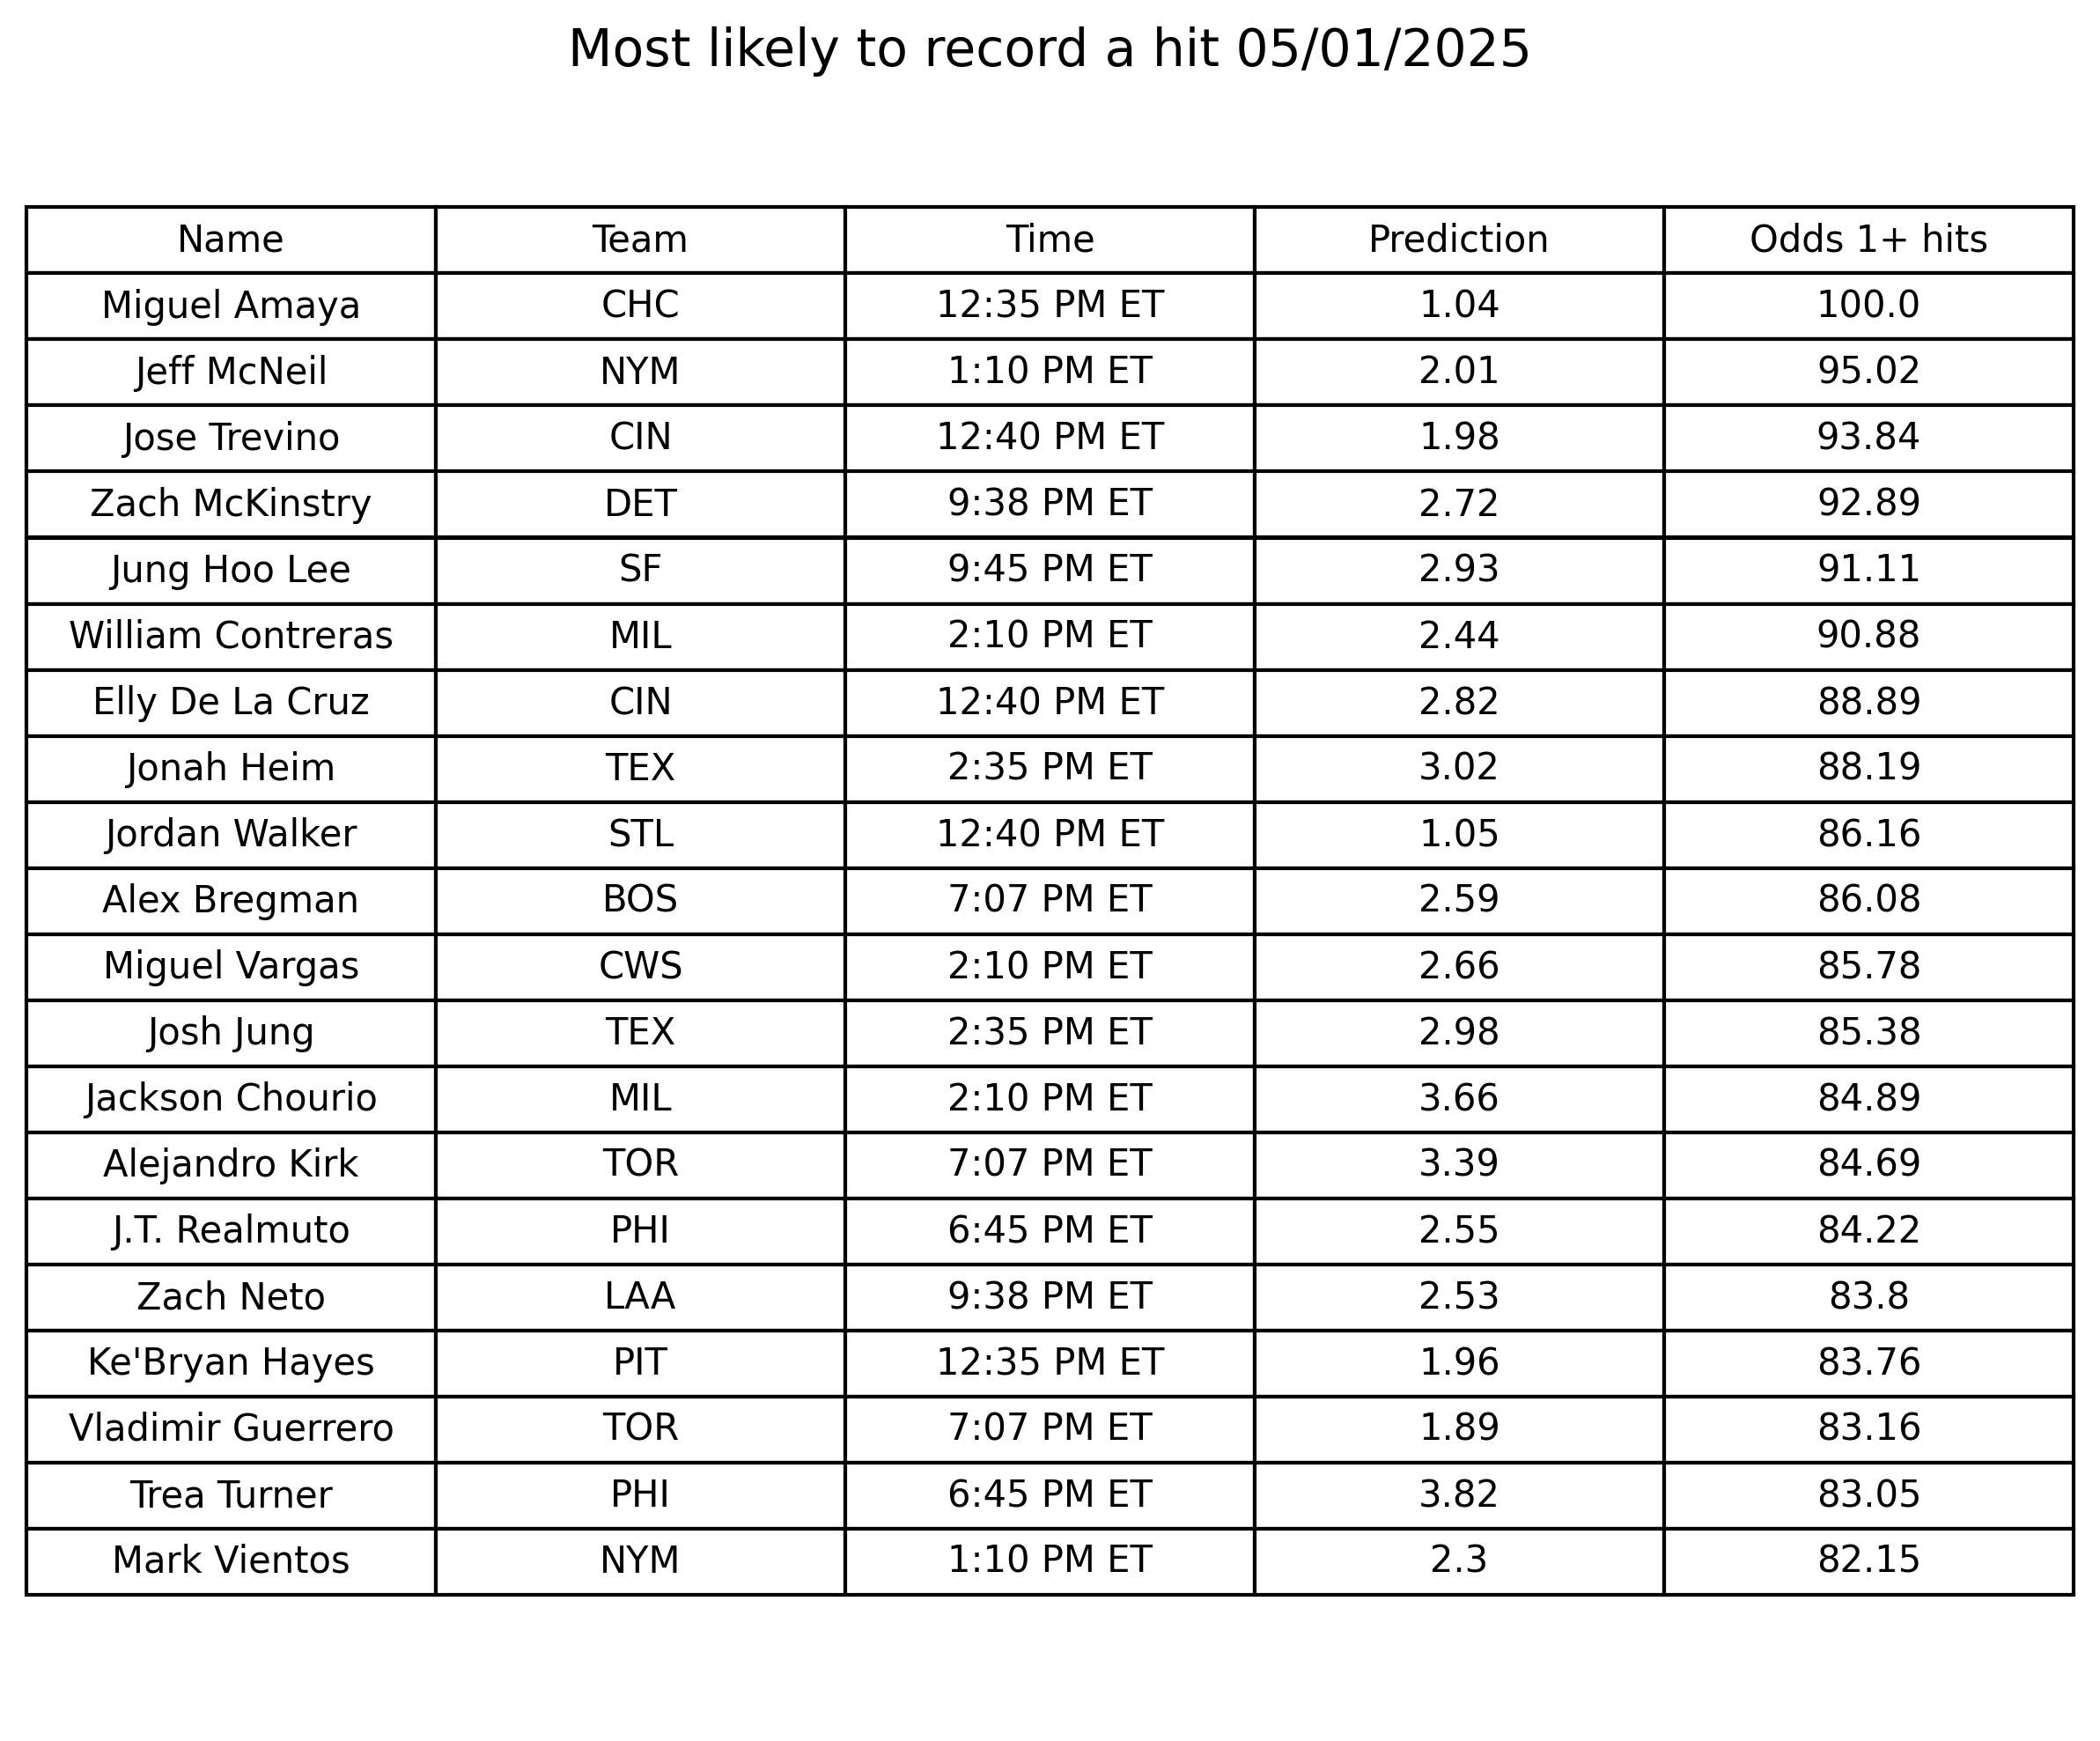 Most likely to record a hit 05/01/2025
Name Team Time Prediction Odds 1+ hits
Miguel Amaya CHC 12:35 PM ET 1.04 100.0
Jeff McNeil NYM 1:10 PM ET 2.01 95.02
Jose Trevino CIN 12:40 PM ET 1.98 93.84
Zach McKinstry DET 9:38 PM ET 2.72 92.89
Jung Hoo Lee SF 9:45 PM ET 2.93 91.11
William Contreras MIL 2:10 PM ET 2.44 90.88
Elly De La Cruz CIN 12:40 PM ET 2.82 88.89
Jonah Heim TEX 2:35 PM ET 3.02 88.19
Jordan Walker STL 12:40 PM ET 1.05 86.16
Alex Bregman BOS 7:07 PM ET 2.59 86.08
Miguel Vargas CWS 2:10 PM ET 2.66 85.78
Josh Jung TEX 2:35 PM ET 2.98 85.38
Jackson Chourio MIL 2:10 PM ET 3.66 84.89
Alejandro Kirk TOR 7:07 PM ET 3.39 84.69
J.T. Realmuto PHI 6:45 PM ET 2.55 84.22
Zach Neto LAA 9:38 PM ET 2.53 83.8
Ke'Bryan Hayes PIT 12:35 PM ET 1.96 83.76
Vladimir Guerrero TOR 7:07 PM ET 1.89 83.16
Trea Turner PHI 6:45 PM ET 3.82 83.05
Mark Vientos NYM 1:10 PM ET 2.3 82.15